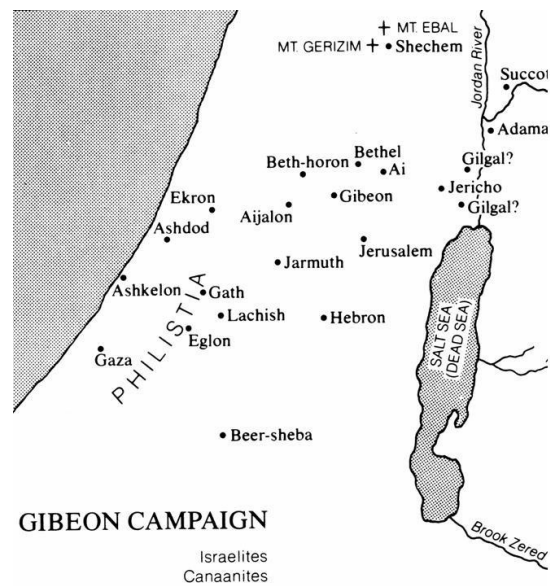 MT. EBAL
MT. GERIZIM
Shechem
Jordan River
Succot
Adama
Bethel
Beth-horon
Ai
Gilgal?
Jericho
Gilgal?
Gibeon
Ekron
Aijalon
Ashdod
Jerusalem
Jarmuth
Ashkelon
Gath
PHILISTIA
Lachish
Hebron
Eglon
Gaza
SALT SEA
(DEAD SEA)
Beer-sheba
GIBEON CAMPAIGN
Israelites
Canaanites
Brook Zered